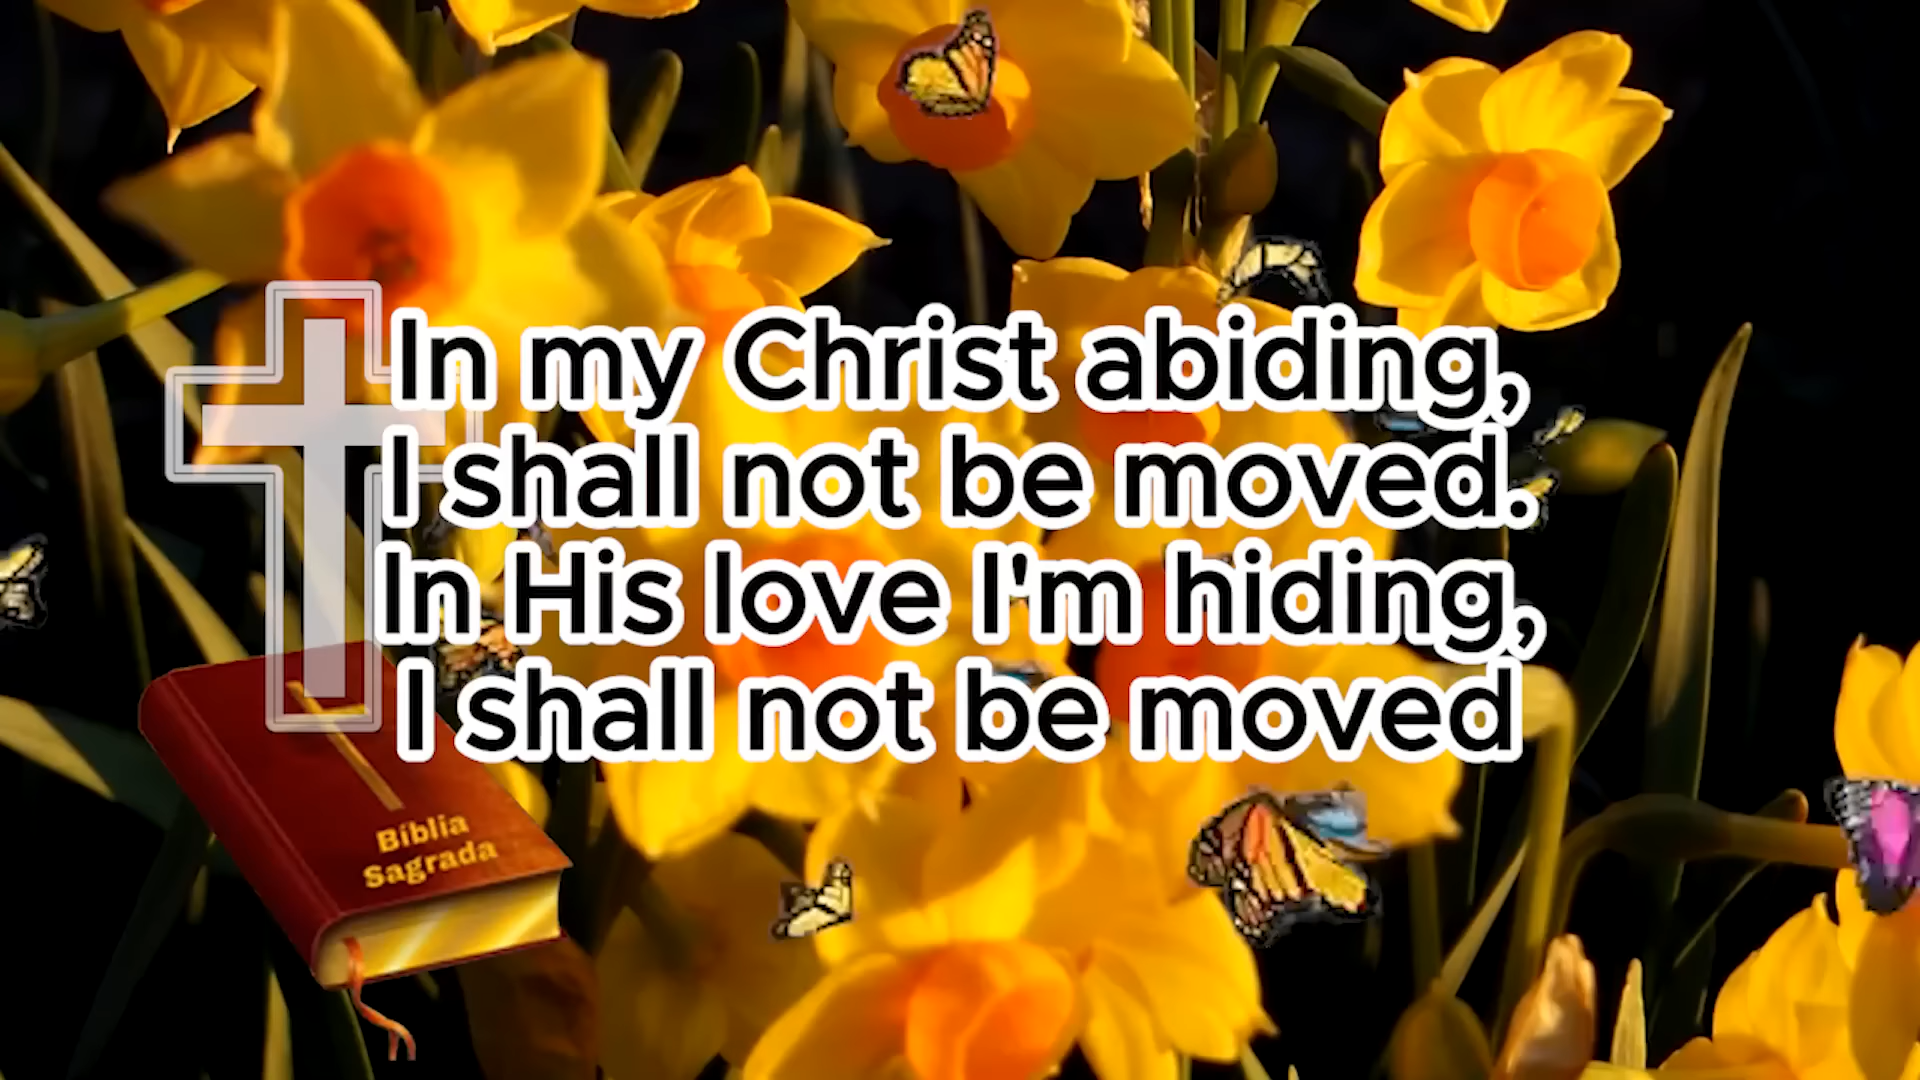 In my Christ abiding,
I shall not be moved.
In His love I'm hiding,
I shall not be moved
Bíblia
Sagrada